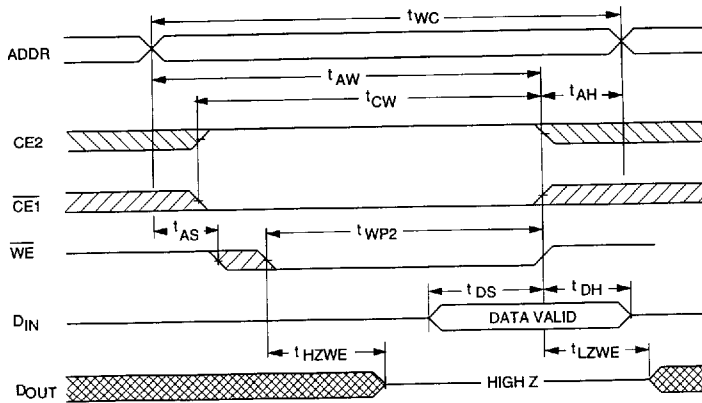 tWC
ADDR
tAW
tCW
tAH
CE2
CE1
tAS
tWP2
WE
tDS
tDH
DIN
DATA VALID
tHZWE
tLZWE
DOUT
HIGH Z